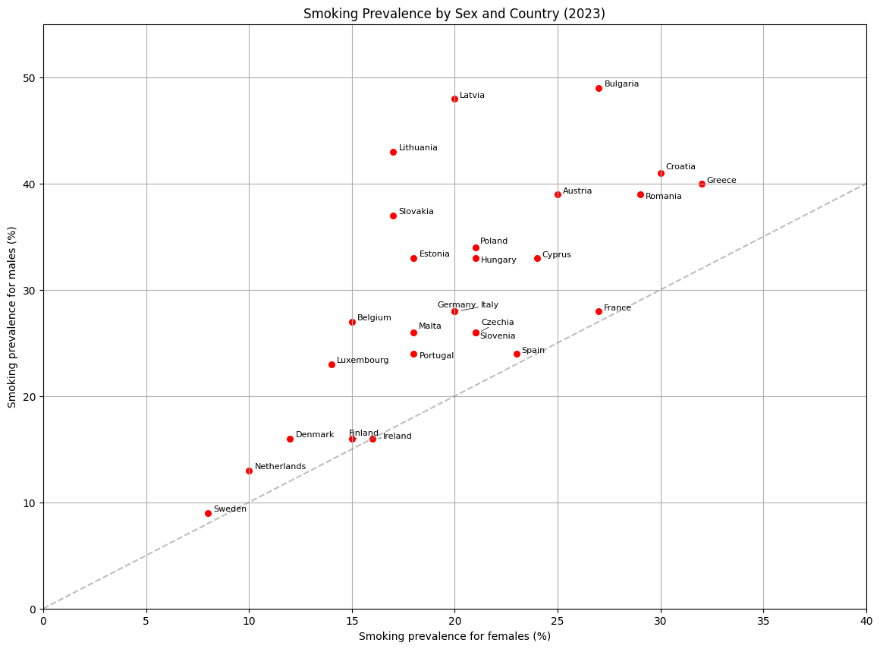 Smoking Prevalence by Sex and Country (2023)
Smoking prevalence for males (%)
50
40
30
20
10
0
Bulgaria
Latvia
Lithuania
Croatia
Greece
Austria
Romania
Slovakia
Poland
Estonia
Cyprus
Hungary
Germany
Italy
France
Belgium
Czechia
Malta
Slovenia
Spain
Portugal
Luxembourg
Finland
Denmark
Ireland
Netherlands
Sweden
0 5 10 15 20 25 30 35 40
Smoking prevalence for females (%)